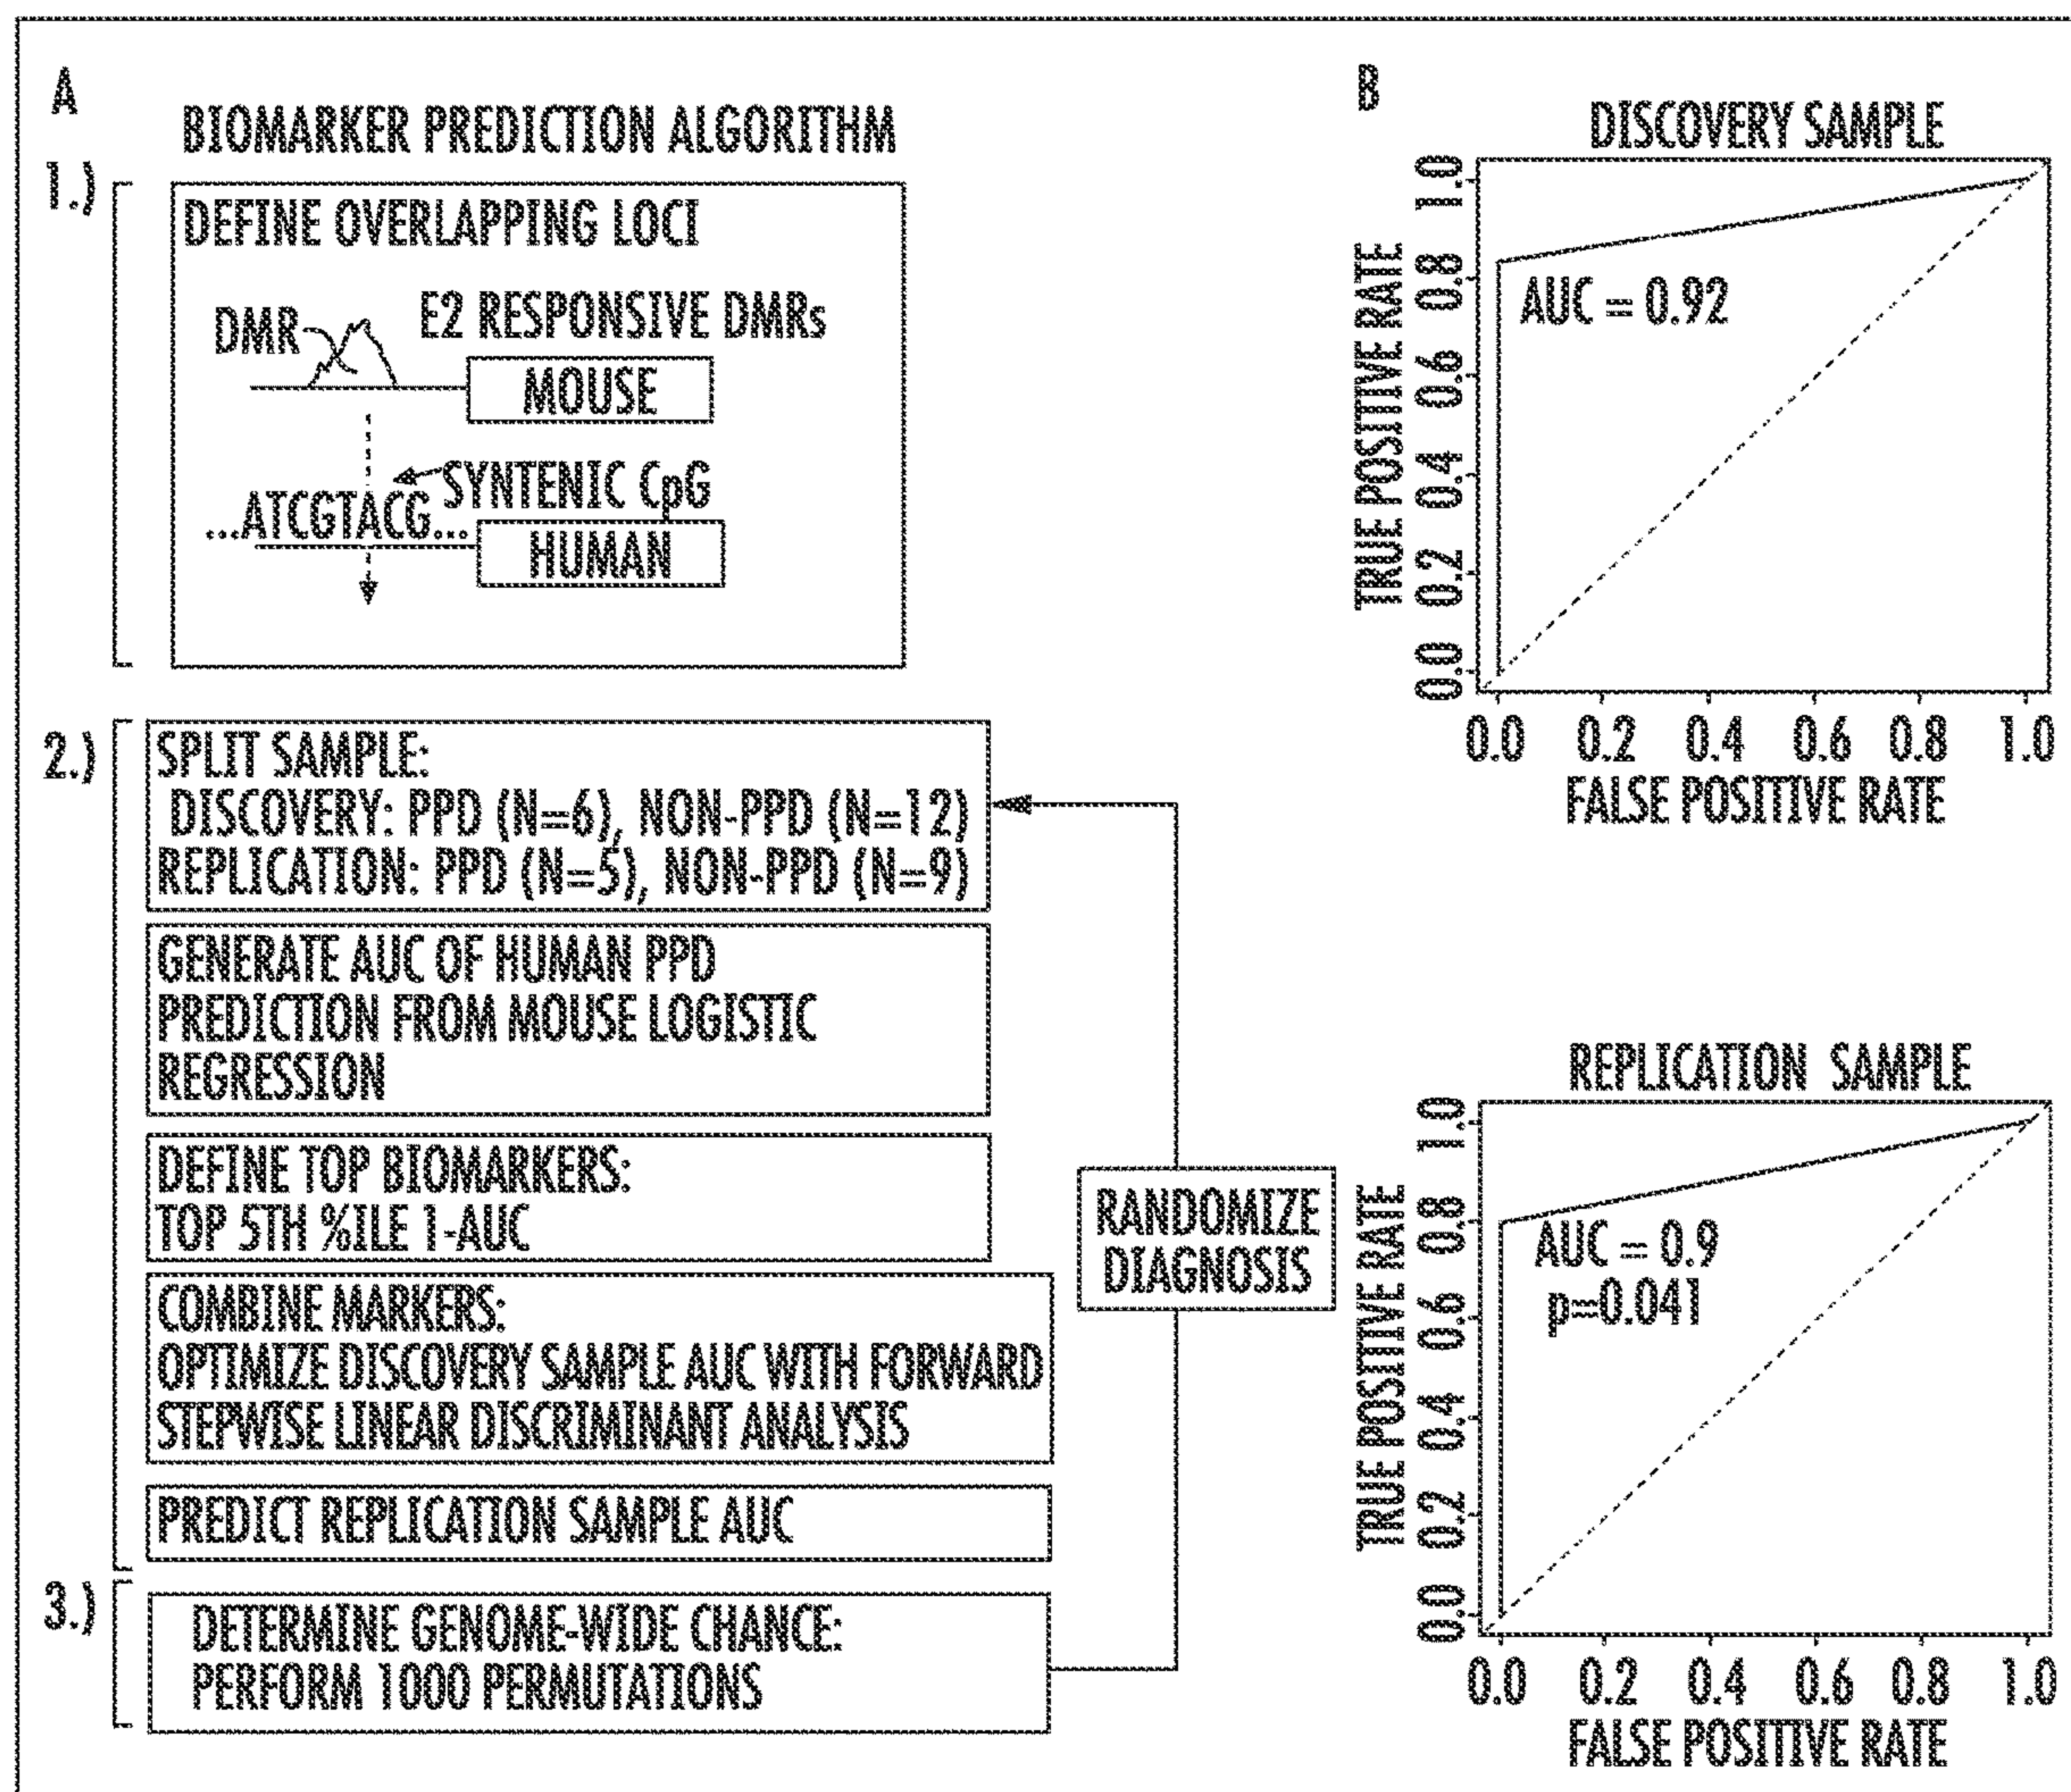 A
BIOMARKER PREDICTION ALGORITHM
1.)
DEFINE OVERLAPPING LOCI
DMR
E2 RESPONSIVE DMRs
MOUSE
SYNTENIC CpG
...ATCGTACG...
HUMAN
2.)
SPLIT SAMPLE:
DISCOVERY: PPD (N=6), NON-PPD (N=12)
REPLICATION: PPD (N=5), NON-PPD (N=9)
GENERATE AUC OF HUMAN PPD
PREDICTION FROM MOUSE LOGISTIC
REGRESSION
DEFINE TOP BIOMARKERS:
TOP 5TH %ILE 1-AUC
COMBINE MARKERS:
OPTIMIZE DISCOVERY SAMPLE AUC WITH FORWARD
STEPWISE LINEAR DISCRIMINANT ANALYSIS
PREDICT REPLICATION SAMPLE AUC
3.)
DETERMINE GENOME-WIDE CHANCE:
PERFORM 1000 PERMUTATIONS
RANDOMIZE
DIAGNOSIS
B
DISCOVERY SAMPLE
TRUE POSITIVE RATE
0.0 0.2 0.4 0.6 0.8 1.0
AUC = 0.92
0.0 0.2 0.4 0.6 0.8 1.0
FALSE POSITIVE RATE
REPLICATION SAMPLE
TRUE POSITIVE RATE
0.0 0.2 0.4 0.6 0.8 1.0
AUC = 0.9
p=0.041
0.0 0.2 0.4 0.6 0.8 1.0
FALSE POSITIVE RATE